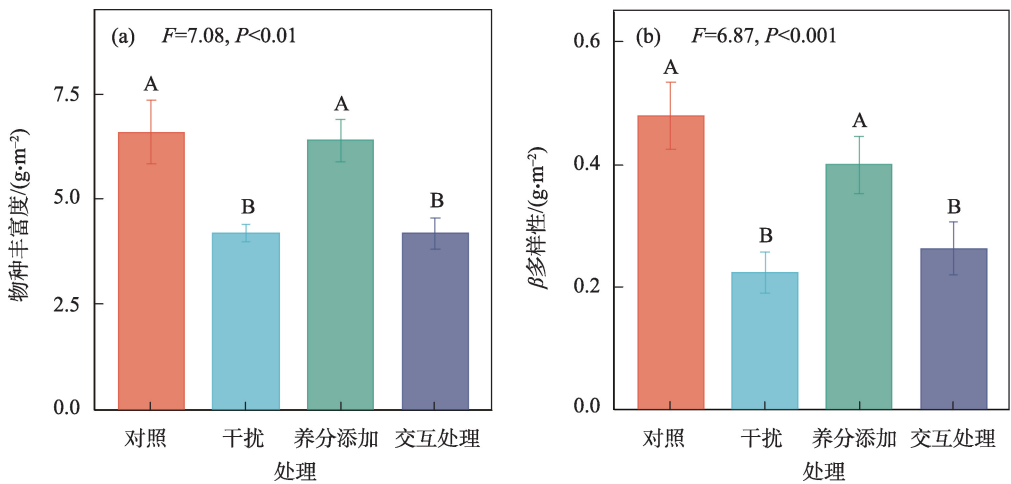 (a) F=7.08, P<0.01
A
A
B
B
7.5
5.0
2.5
0.0
物种丰富度/(g·m⁻²)
对照 干扰 养分添加 交互处理
处理
(b) F=6.87, P<0.001
A
A
B
B
0.6
0.4
0.2
0.0
β多样性/(g·m⁻²)
对照 干扰 养分添加 交互处理
处理